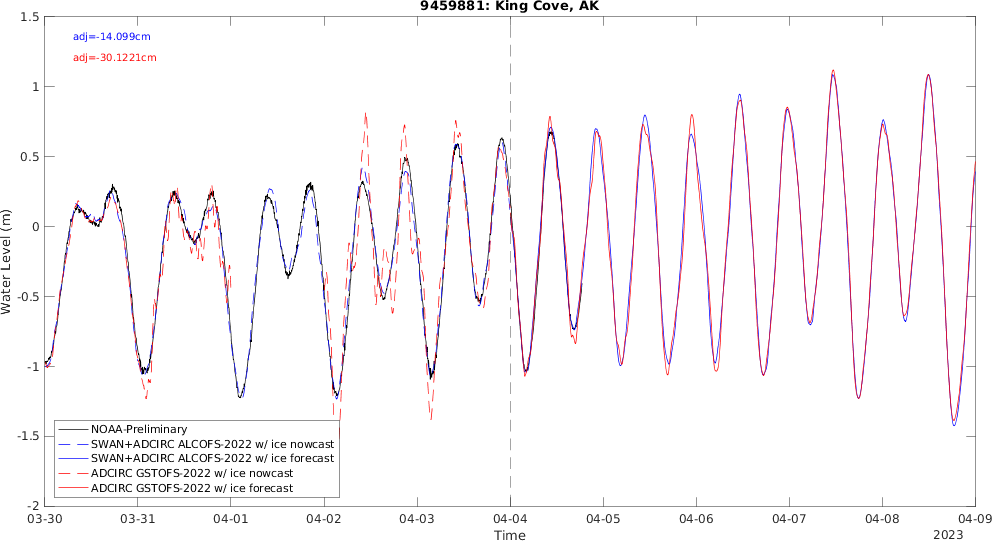 9459881: King Cove, AK
adj=-14.099cm
adj=-30.1221cm
1.5
1
0.5
0
-0.5
-1
-1.5
-2
Water Level (m)
NOAA-Preliminary
SWAN+ADCIRC ALCOFS-2022 w/ ice nowcast
SWAN+ADCIRC ALCOFS-2022 w/ ice forecast
ADCIRC GSTOFS-2022 w/ ice nowcast
ADCIRC GSTOFS-2022 w/ ice forecast
03-30 03-31 04-01 04-02 04-03 04-04 04-05 04-06 04-07 04-08 04-09
Time
2023